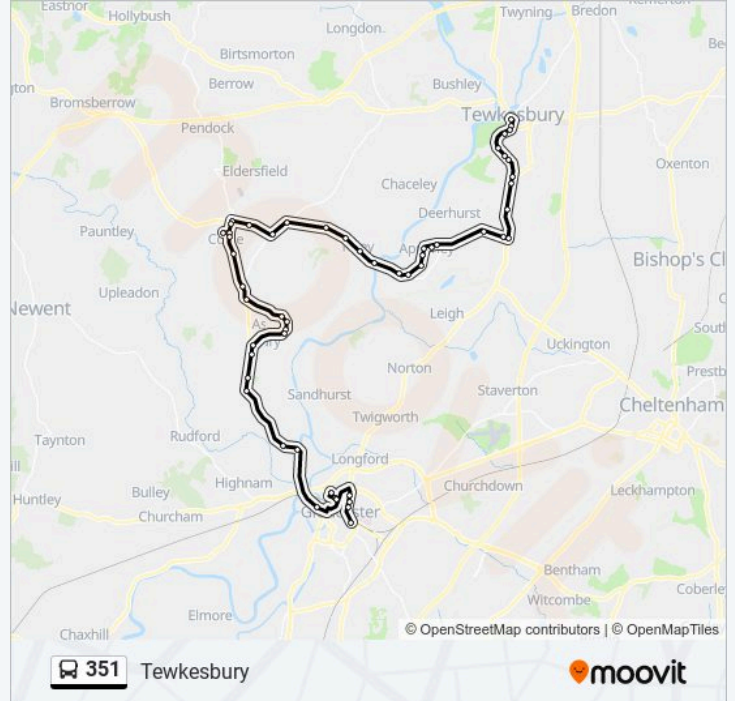 Eastnor
Hollybush
Longdon
Twyning
Bredon
Birtsmorton
Berrow
Bushley
Bromsberrow
Tewkesbury
Pendock
Oxenton
Eldersfield
Chaceley
Deerhurst
Pauntley
Bishop's Cl
Upleadon
Newent
Leigh
Uckington
Norton
Sandhurst
Staverton
Twigworth
Cheltenham
Taynton
Rudford
Longford
Highnam
Churchdown
Leckhampton
Bulley
Huntley
Churcham
Bentham
Witcombe
Elmore
Chaxhill
© OpenStreetMap contributors | © OpenMapTiles
351 Tewkesbury
moovit